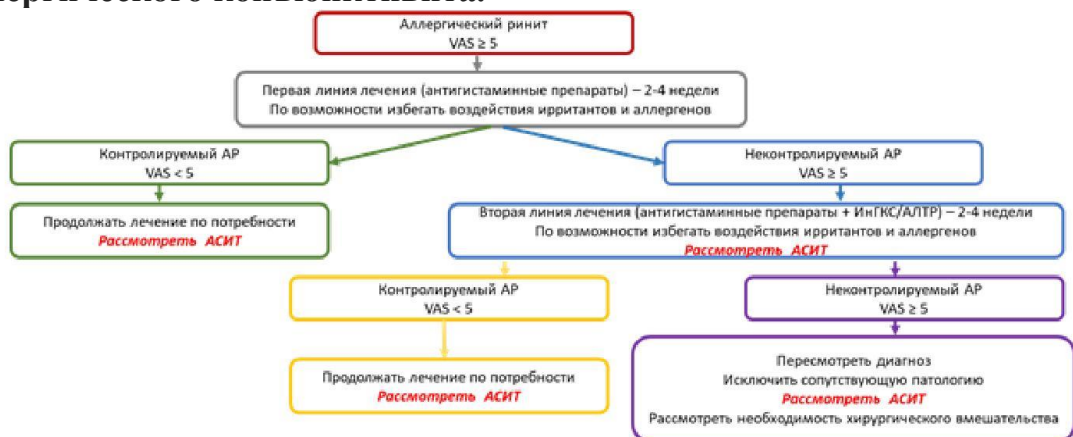 Аллергический ринит
VAS ≥ 5
Первая линия лечения (антигистаминные препараты) – 2-4 недели
По возможности избегать воздействия ирритантов и аллергенов
Контролируемый АР
VAS < 5
Неконтролируемый АР
VAS ≥ 5
Продолжать лечение по потребности
Рассмотреть АСИТ
Вторая линия лечения (антигистаминные препараты + ИнГКС/АЛТР) – 2-4 недели
По возможности избегать воздействия ирритантов и аллергенов
Рассмотреть АСИТ
Контролируемый АР
VAS < 5
Неконтролируемый АР
VAS ≥ 5
Продолжать лечение по потребности
Рассмотреть АСИТ
Пересмотреть диагноз
Исключить сопутствующую патологию
Рассмотреть АСИТ
Рассмотреть необходимость хирургического вмешательства